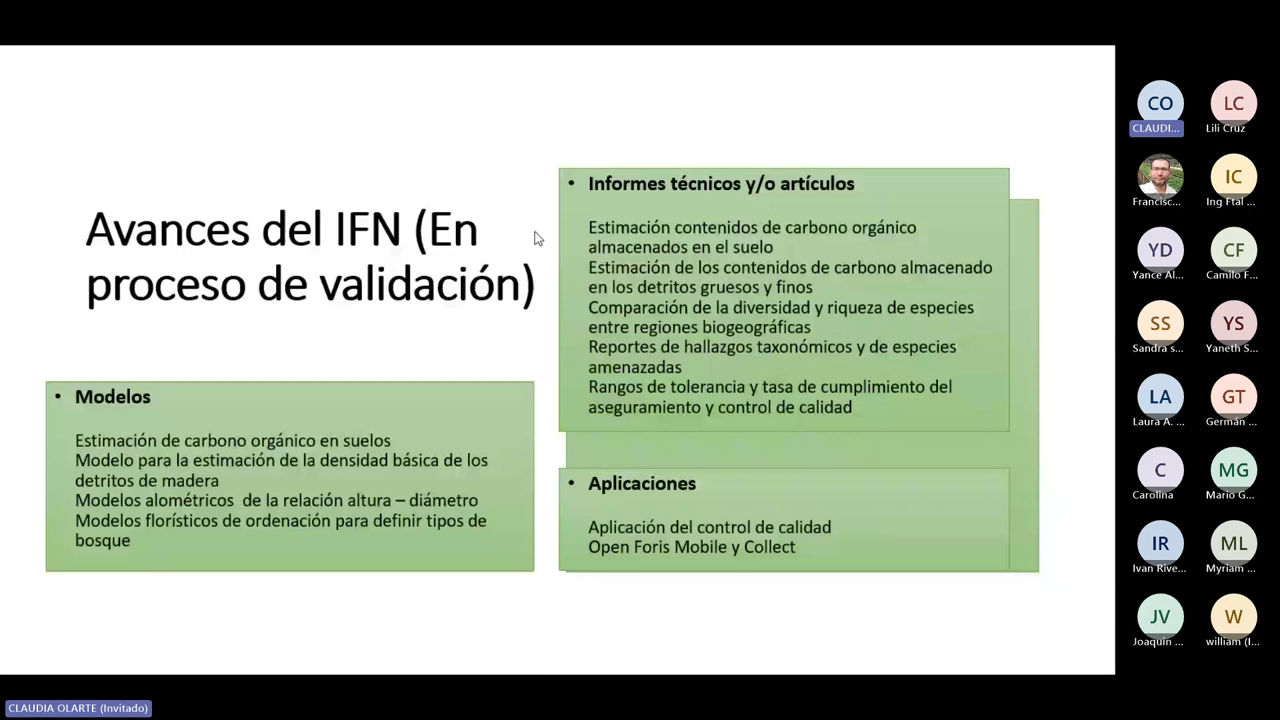 Avances del IFN (En
proceso de validación)
• Modelos
Estimación de carbono orgánico en suelos
Modelo para la estimación de la densidad básica de los
detritos de madera
Modelos alométricos de la relación altura – diámetro
Modelos florísticos de ordenación para definir tipos de
bosque
• Informes técnicos y/o artículos
Estimación contenidos de carbono orgánico
almacenados en el suelo
Estimación de los contenidos de carbono almacenado
en los detritos gruesos y finos
Comparación de la diversidad y riqueza de especies
entre regiones biogeográficas
Reportes de hallazgos taxonómicos y de especies
amenazadas
Rangos de tolerancia y tasa de cumplimiento del
aseguramiento y control de calidad
• Aplicaciones
Aplicación del control de calidad
Open Foris Mobile y Collect
CO
CLAUDI...
LC
Lili Cruz
Francisc...
IC
Ing Ftal ...
YD
Yance Al...
CF
Camilo F...
SS
Sandra s...
YS
Yaneth S...
LA
Laura A. ...
GT
Germán ...
C
Carolina
MG
Mario G...
IR
Ivan Rive...
ML
Myriam ...
JV
Joaquin ...
W
william (I...
CLAUDIA OLARTE (Invitado)